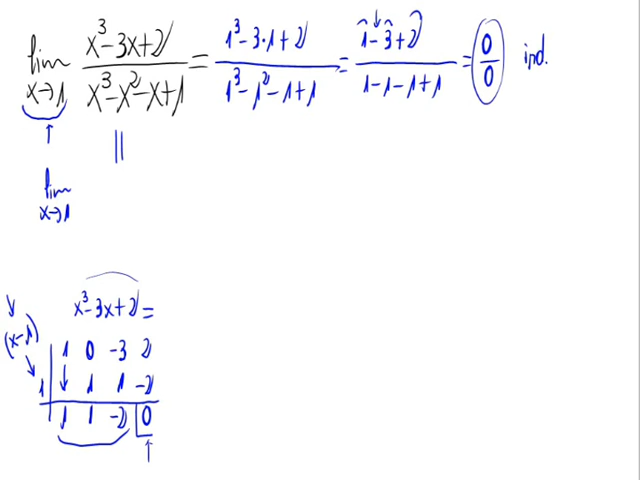 lim x→1 (x³-3x+2)/(x³-x²-x+1) = (1³-3·1+2)/(1³-1²-1+1) = (1-3+2)/(1-1-1+1) = 0/0 ind.
||
lim x→1
x³-3x+2=
(x-1)
1 0 -3 2
1 1 1 -2
1 1 -2 0